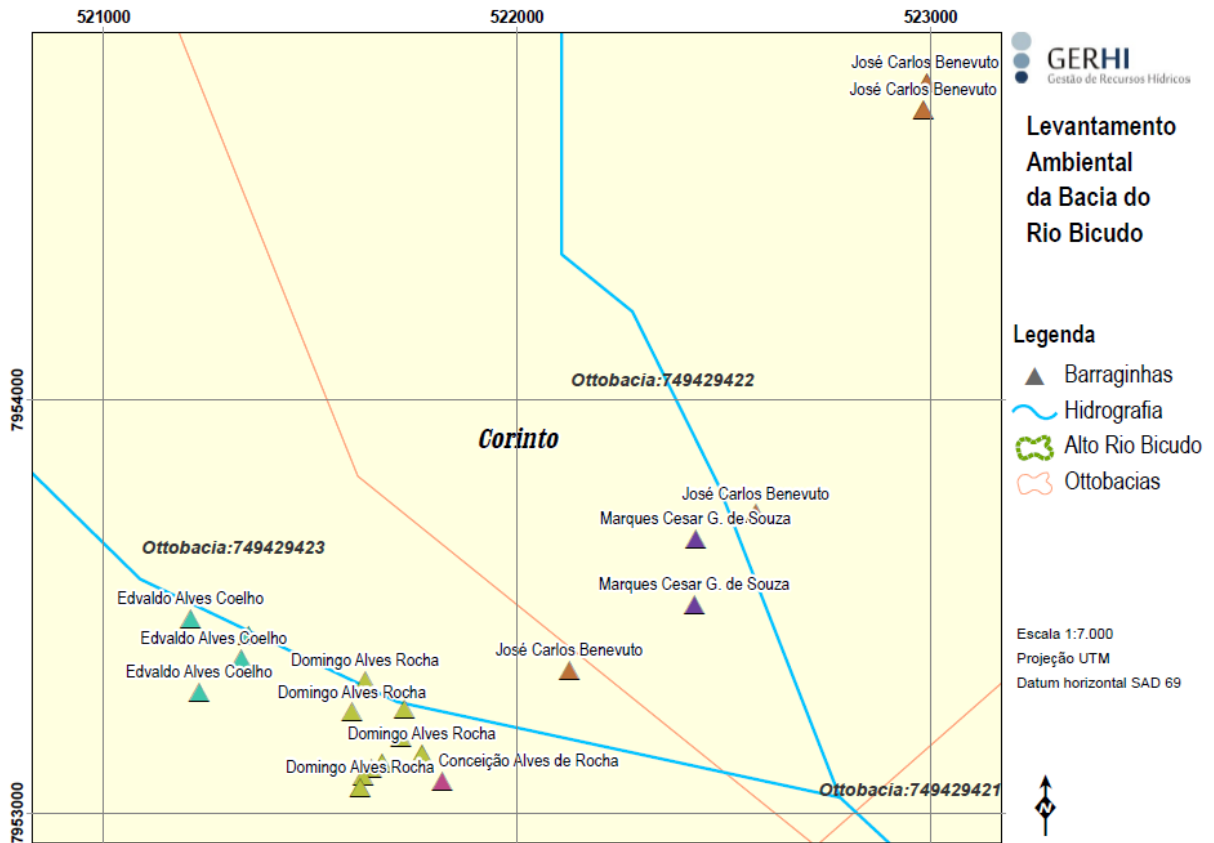 521000
522000
523000
7954000
7953000
José Carlos Benevuto
José Carlos Benevuto
Ottobacia:749429422
Corinto
José Carlos Benevuto
Marques Cesar G. de Souza
Ottobacia:749429423
Marques Cesar G. de Souza
Edvaldo Alves Coelho
Edvaldo Alves Coelho
José Carlos Benevuto
Domingo Alves Rocha
Edvaldo Alves Coelho
Domingo Alves Rocha
Domingo Alves Rocha
Conceição Alves de Rocha
Domingo Alves Rocha
Ottobacia:749429421
GERHI
Gestão de Recursos Hídricos
Levantamento
Ambiental
da Bacia do
Rio Bicudo
Legenda
Barraginhas
Hidrografia
Alto Rio Bicudo
Ottobacias
Escala 1:7.000
Projeção UTM
Datum horizontal SAD 69
N